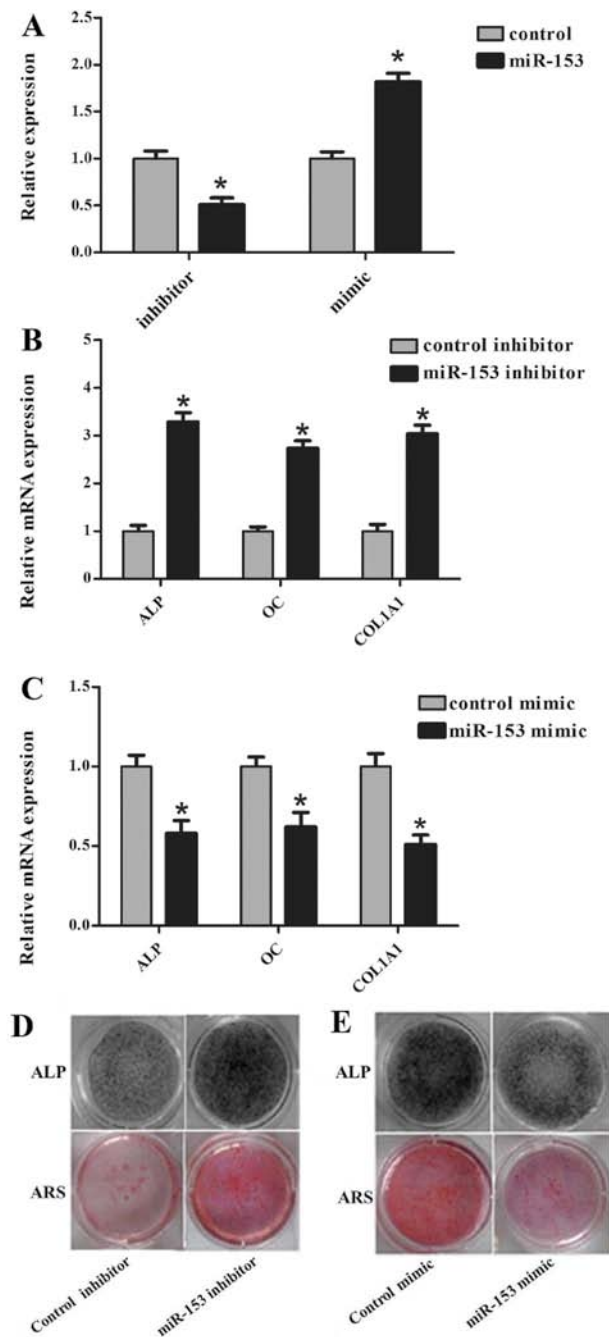 A
control
miR-153
Relative expression
2.5
2.0
1.5
1.0
0.5
0.0
*
*
inhibitor
mimic
B
control inhibitor
miR-153 inhibitor
Relative mRNA expression
5
4
3
2
1
0
*
*
*
ALP
OC
COL1A1
C
control mimic
miR-153 mimic
Relative mRNA expression
1.5
1.0
0.5
0.0
*
*
*
ALP
OC
COL1A1
D
ALP
ARS
Control inhibitor
miR-153 inhibitor
E
ALP
ARS
Control mimic
miR-153 mimic